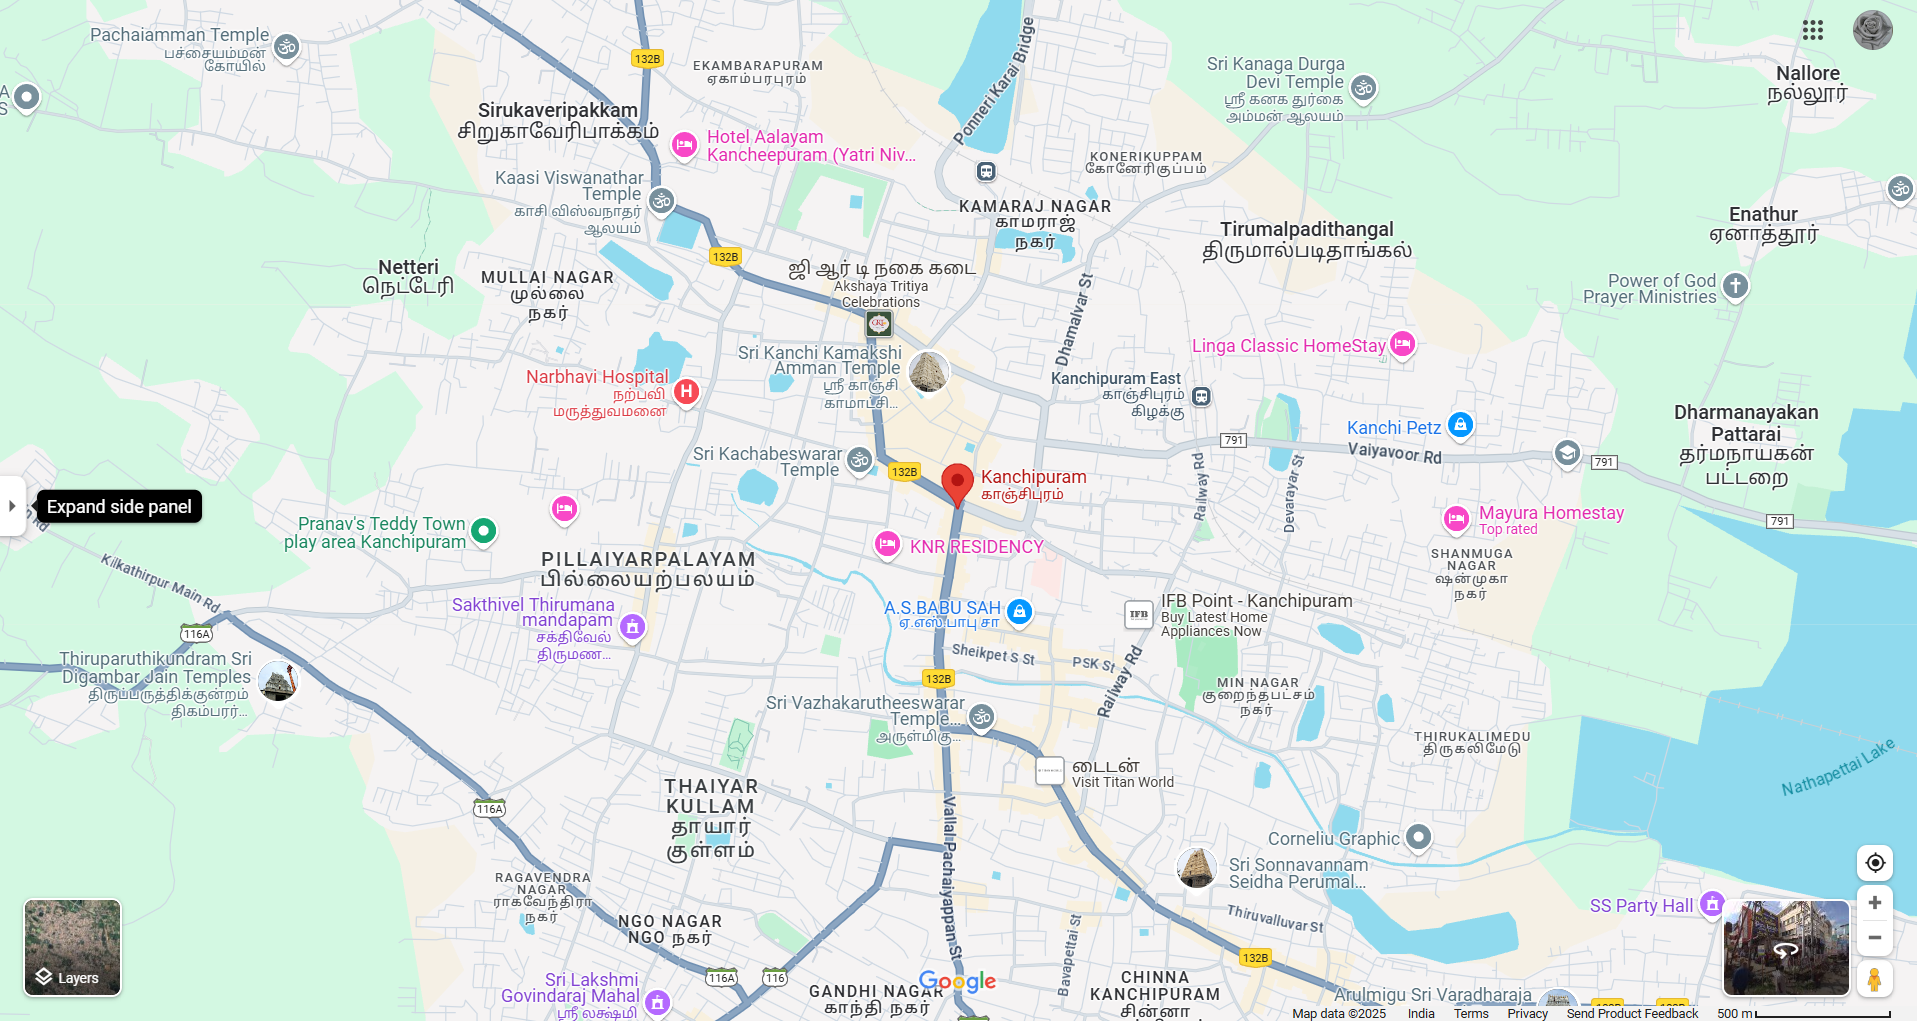 Pachaiamman Temple
பச்சையம்மன்
கோயில்
132B
EKAMBARAPURAM
ஏகாம்பரபுரம்
Ponneri Karai Bridge
Sri Kanaga Durga
Devi Temple
ஸ்ரீ கனக துர்கை
அம்மன் ஆலயம்
Nallore
நல்லூர்
A
S
Sirukaveripakkam
சிறுகாவேரிபாக்கம்
Hotel Aalayam
Kancheepuram (Yatri Niv...
KONERIKUPPAM
கோனேரிகுப்பம்
Kaasi Viswanathar
Temple
காசி விஸ்வநாதர்
ஆலயம்
KAMARAJ NAGAR
காமராஜ்
நகர்
Tirumalpadithangal
திருமால்படிதாங்கல்
Enathur
ஏனாத்தூர்
132B
Netteri
நெட்டேரி
MULLAI NAGAR
முல்லை
நகர்
ஜி ஆர் டி நகை கடை
Akshaya Tritiya
Celebrations
GRT
Dhamalvar St
Power of God
Prayer Ministries
Sri Kanchi Kamakshi
Amman Temple
ஸ்ரீ காஞ்சி
காமாட்சி...
Linga Classic HomeStay
Narbhavi Hospital
நற்பவி
மருத்துவமனை
H
Kanchipuram East
காஞ்சிபுரம்
கிழக்கு
Kanchi Petz
Dharmanayakan
Pattarai
தர்மநாயகன்
பட்டறை
791
Vaiyavoor Rd
791
Sri Kachabeswarar
Temple
132B
Kanchipuram
காஞ்சிபுரம்
Railway Rd
Devarayar St
Expand side panel
Rd
Pranav's Teddy Town
play area Kanchipuram
Mayura Homestay
Top rated
791
KNR RESIDENCY
PILLAIYARPALAYAM
பில்லையற்பலயம்
SHANMUGA
NAGAR
ஷன்முகா
நகர்
Kilkathirpur Main Rd
116A
Sakthivel Thirumana
mandapam
சக்திவேல்
திருமண...
A.S.BABU SAH
ஏ.எஸ்.பாபு சா
IFB
IFB Point - Kanchipuram
Buy Latest Home
Appliances Now
Sheikpet S St
PSK St
Railway Rd
Thiruparuthikundram Sri
Digambar Jain Temples
திருப்பருத்திக்குன்றம்
திகம்பரர்...
132B
MIN NAGAR
குறைந்தபட்சம்
நகர்
Sri Vazhakarutheeswarar
Temple...
அருள்மிகு...
THIRUKALIMEDU
திருகலிமேடு
Nathapettai Lake
டைட்டன்
Visit Titan World
THAIYAR
KULLAM
தாயார்
குள்ளம்
116A
Vallal Pachaiyappan St
Corneliu Graphic
Sri Sonnavannam
Seidha Perumal...
RAGAVENDRA
NAGAR
ராகவேந்திரா
நகர்
NGO NAGAR
NGO நகர்
Thiruvalluvar St
Bavapettai St
SS Party Hall
132B
Layers
Sri Lakshmi
Govindaraj Mahal
ஸ்ரீ லக்ஷ்மி
116A
116
GANDHI NAGAR
காந்தி நகர்
Google
CHINNA
KANCHIPURAM
சின்னா
Arulmigu Sri Varadharaja
132B
132B
Map data ©2025 India Terms Privacy Send Product Feedback 500 m